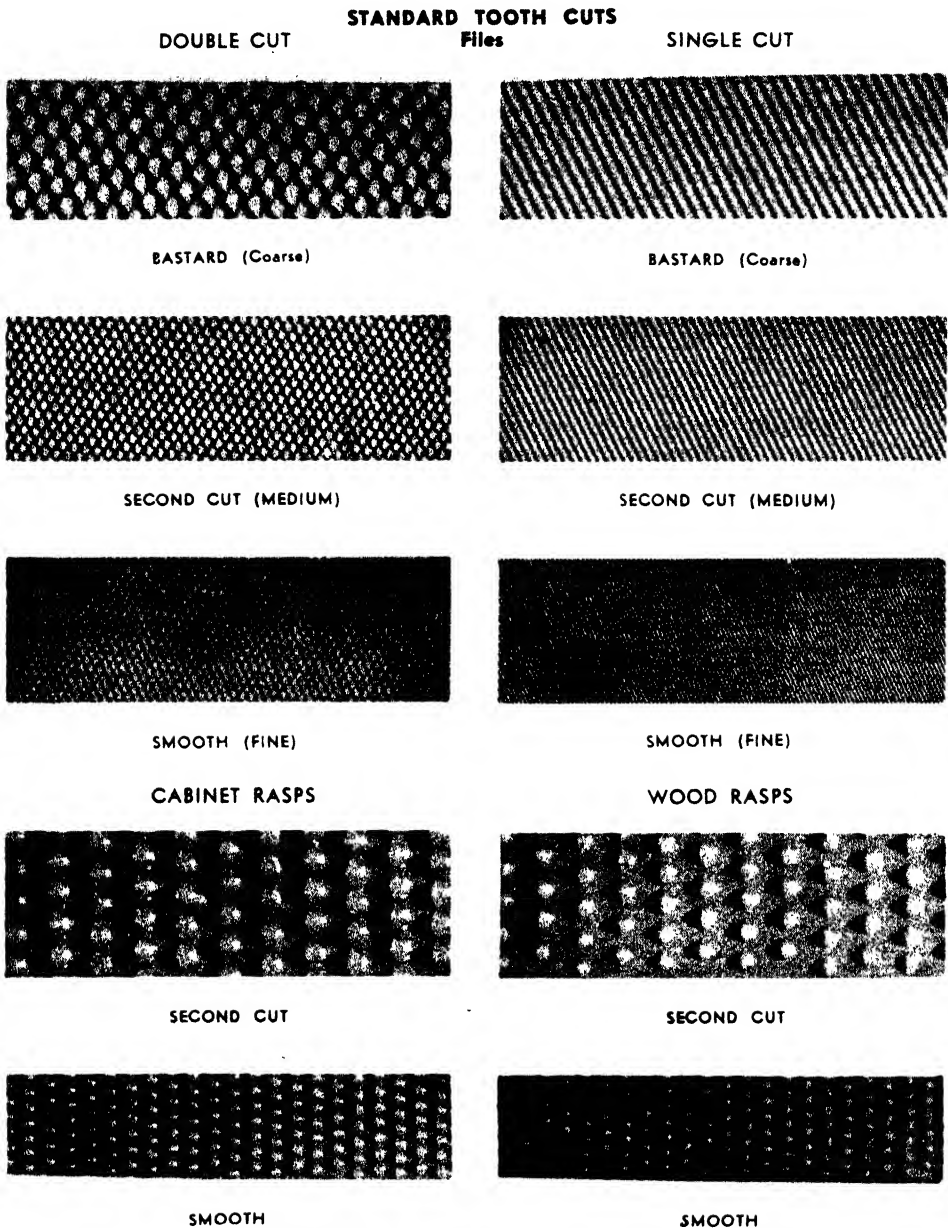 STANDARD TOOTH CUTS
DOUBLE CUT Files SINGLE CUT
BASTARD (Coarse) BASTARD (Coarse)
SECOND CUT (MEDIUM) SECOND CUT (MEDIUM)
SMOOTH (FINE) SMOOTH (FINE)
CABINET RASPS WOOD RASPS
SECOND CUT SECOND CUT
SMOOTH SMOOTH